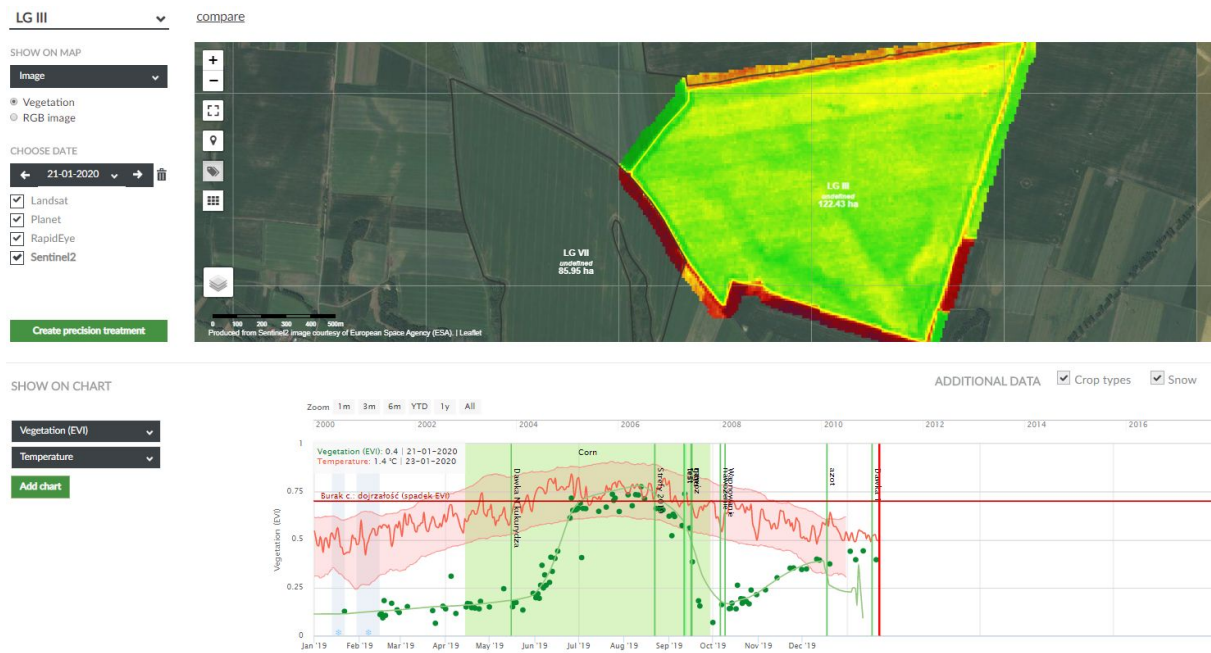 LG III
compare
SHOW ON MAP
Image
Vegetation
RGB image
CHOOSE DATE
21-01-2020
Landsat
Planet
RapidEye
Sentinel2
Create precision treatment
+
−
LG III
undefined
122.43 ha
LG VII
undefined
85.95 ha
0 100 200 300 400 500m
Produced from Sentinel2 image courtesy of European Space Agency (ESA). | Leaflet
SHOW ON CHART
ADDITIONAL DATA Crop types Snow
Vegetation (EVI)
Temperature
Add chart
Zoom 1m 3m 6m YTD 1y All
2000 2002 2004 2006 2008 2010 2012 2014 2016
Vegetation (EVI): 0.4 | 21-01-2020
Temperature: 1.4 °C | 23-01-2020
Corn
Burak c.: dojrzałość (spadek EVI)
Vegetation (EVI)
1
0.75
0.5
0.25
0
kukurydza
Strefy
azot
Jan '19 Feb '19 Mar '19 Apr '19 May '19 Jun '19 Jul '19 Aug '19 Sep '19 Oct '19 Nov '19 Dec '19